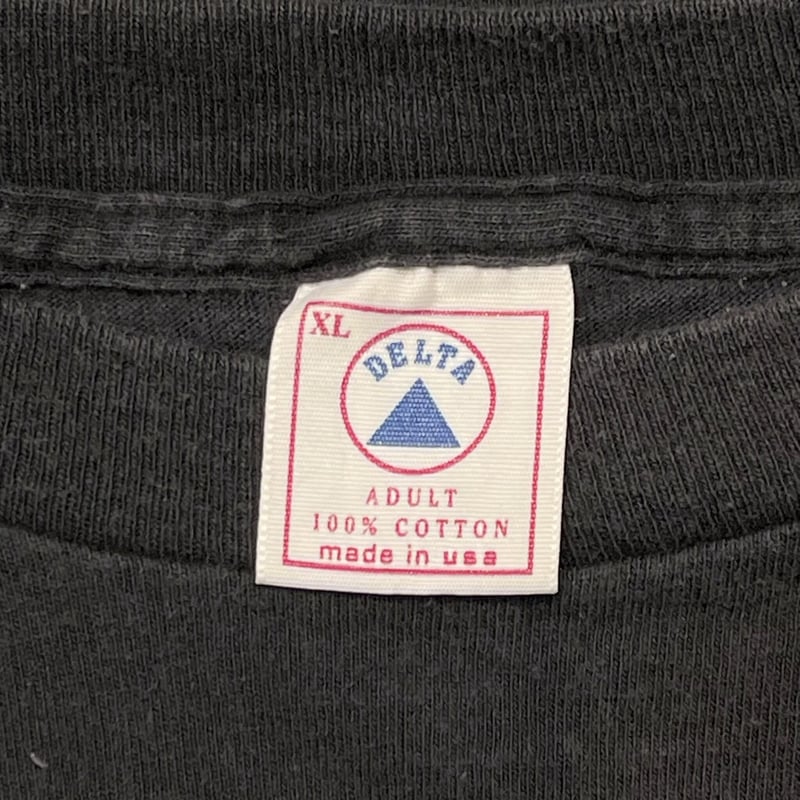 XL
DELTA
ADULT
100% COTTON
made in usa